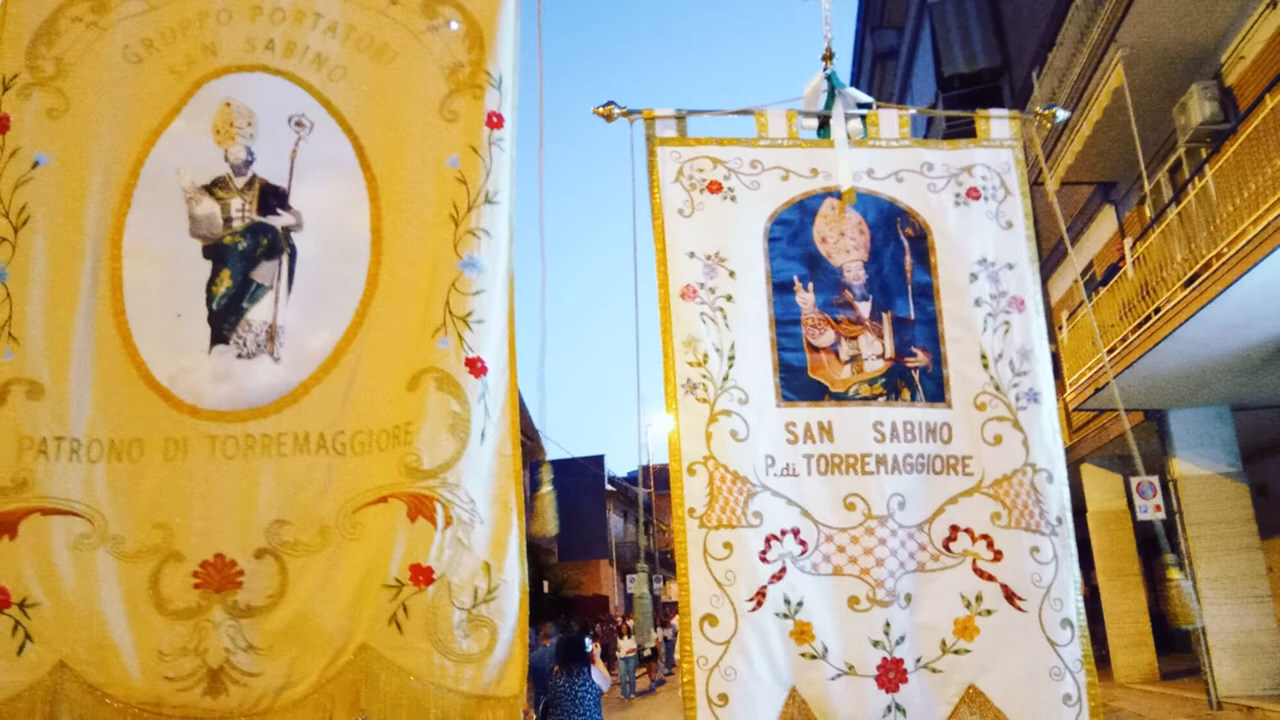 GRUPPO PORTATORI
SAN SABINO
PATRONO DI TORREMAGGIORE
SAN SABINO
P. di TORREMAGGIORE
P